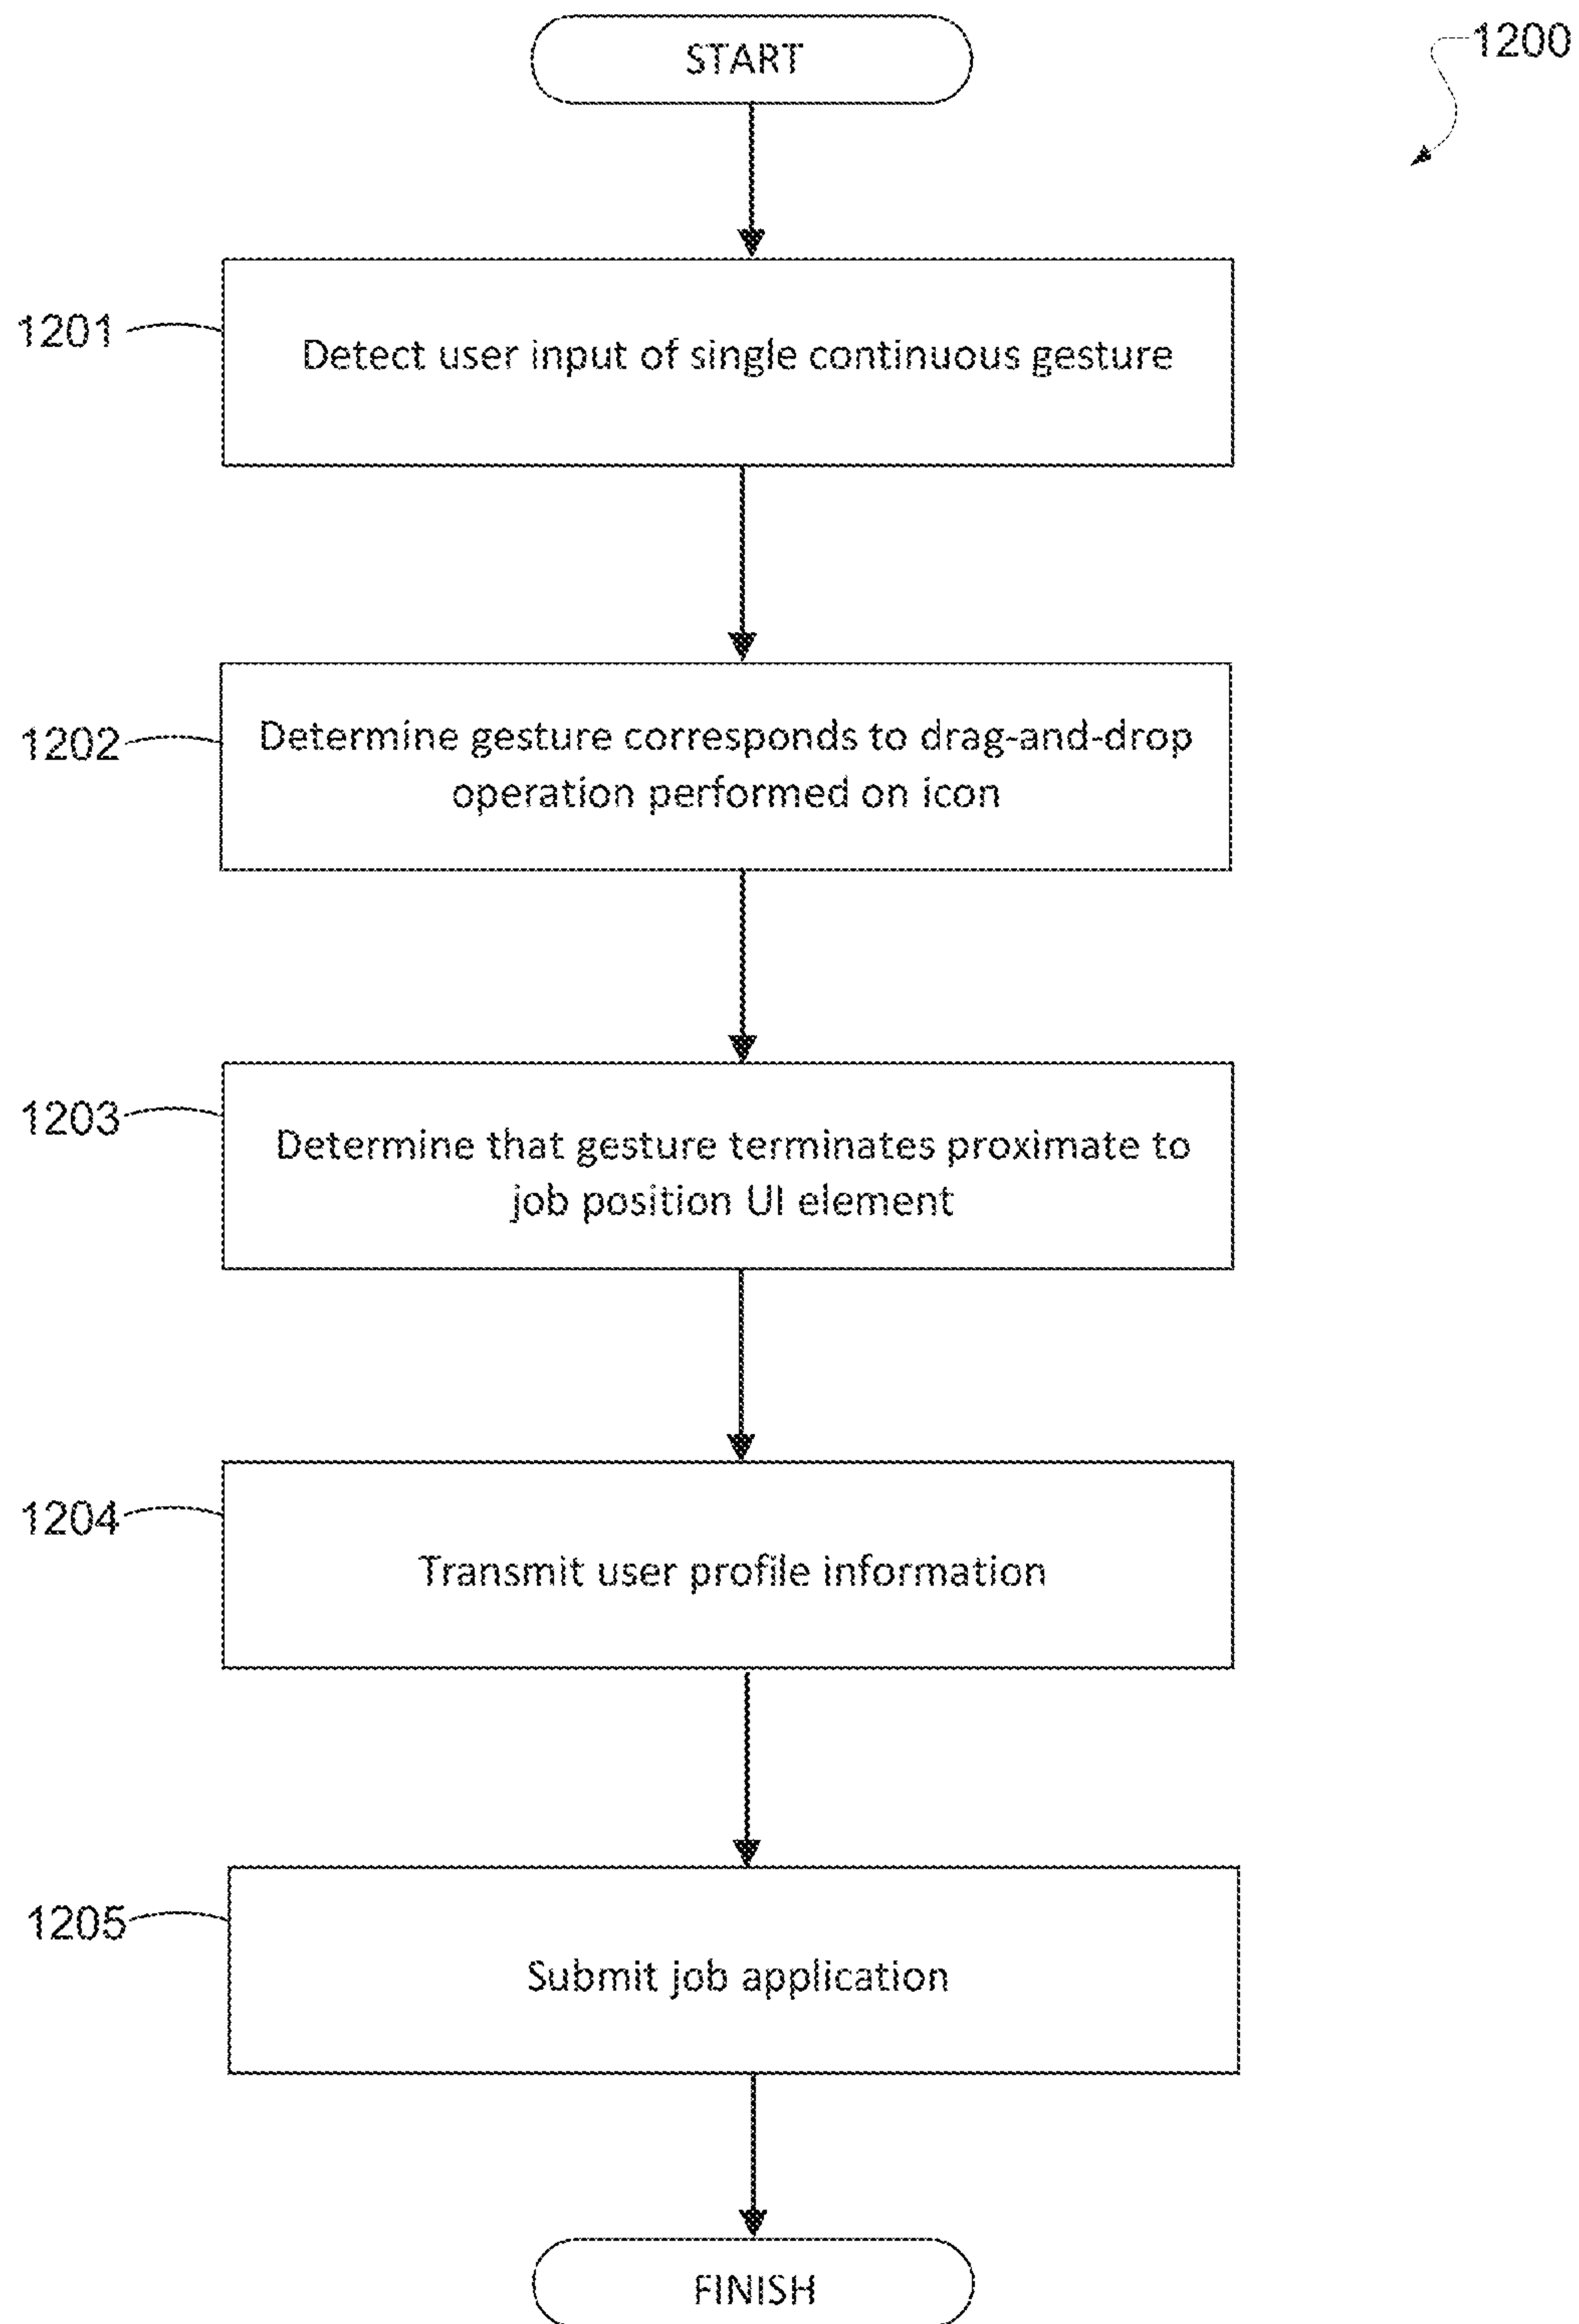 START
1200
1201
Detect user input of single continuous gesture
1202
Determine gesture corresponds to drag-and-drop
operation performed on icon
1203
Determine that gesture terminates proximate to
job position UI element
1204
Transmit user profile information
1205
Submit job application
FINISH